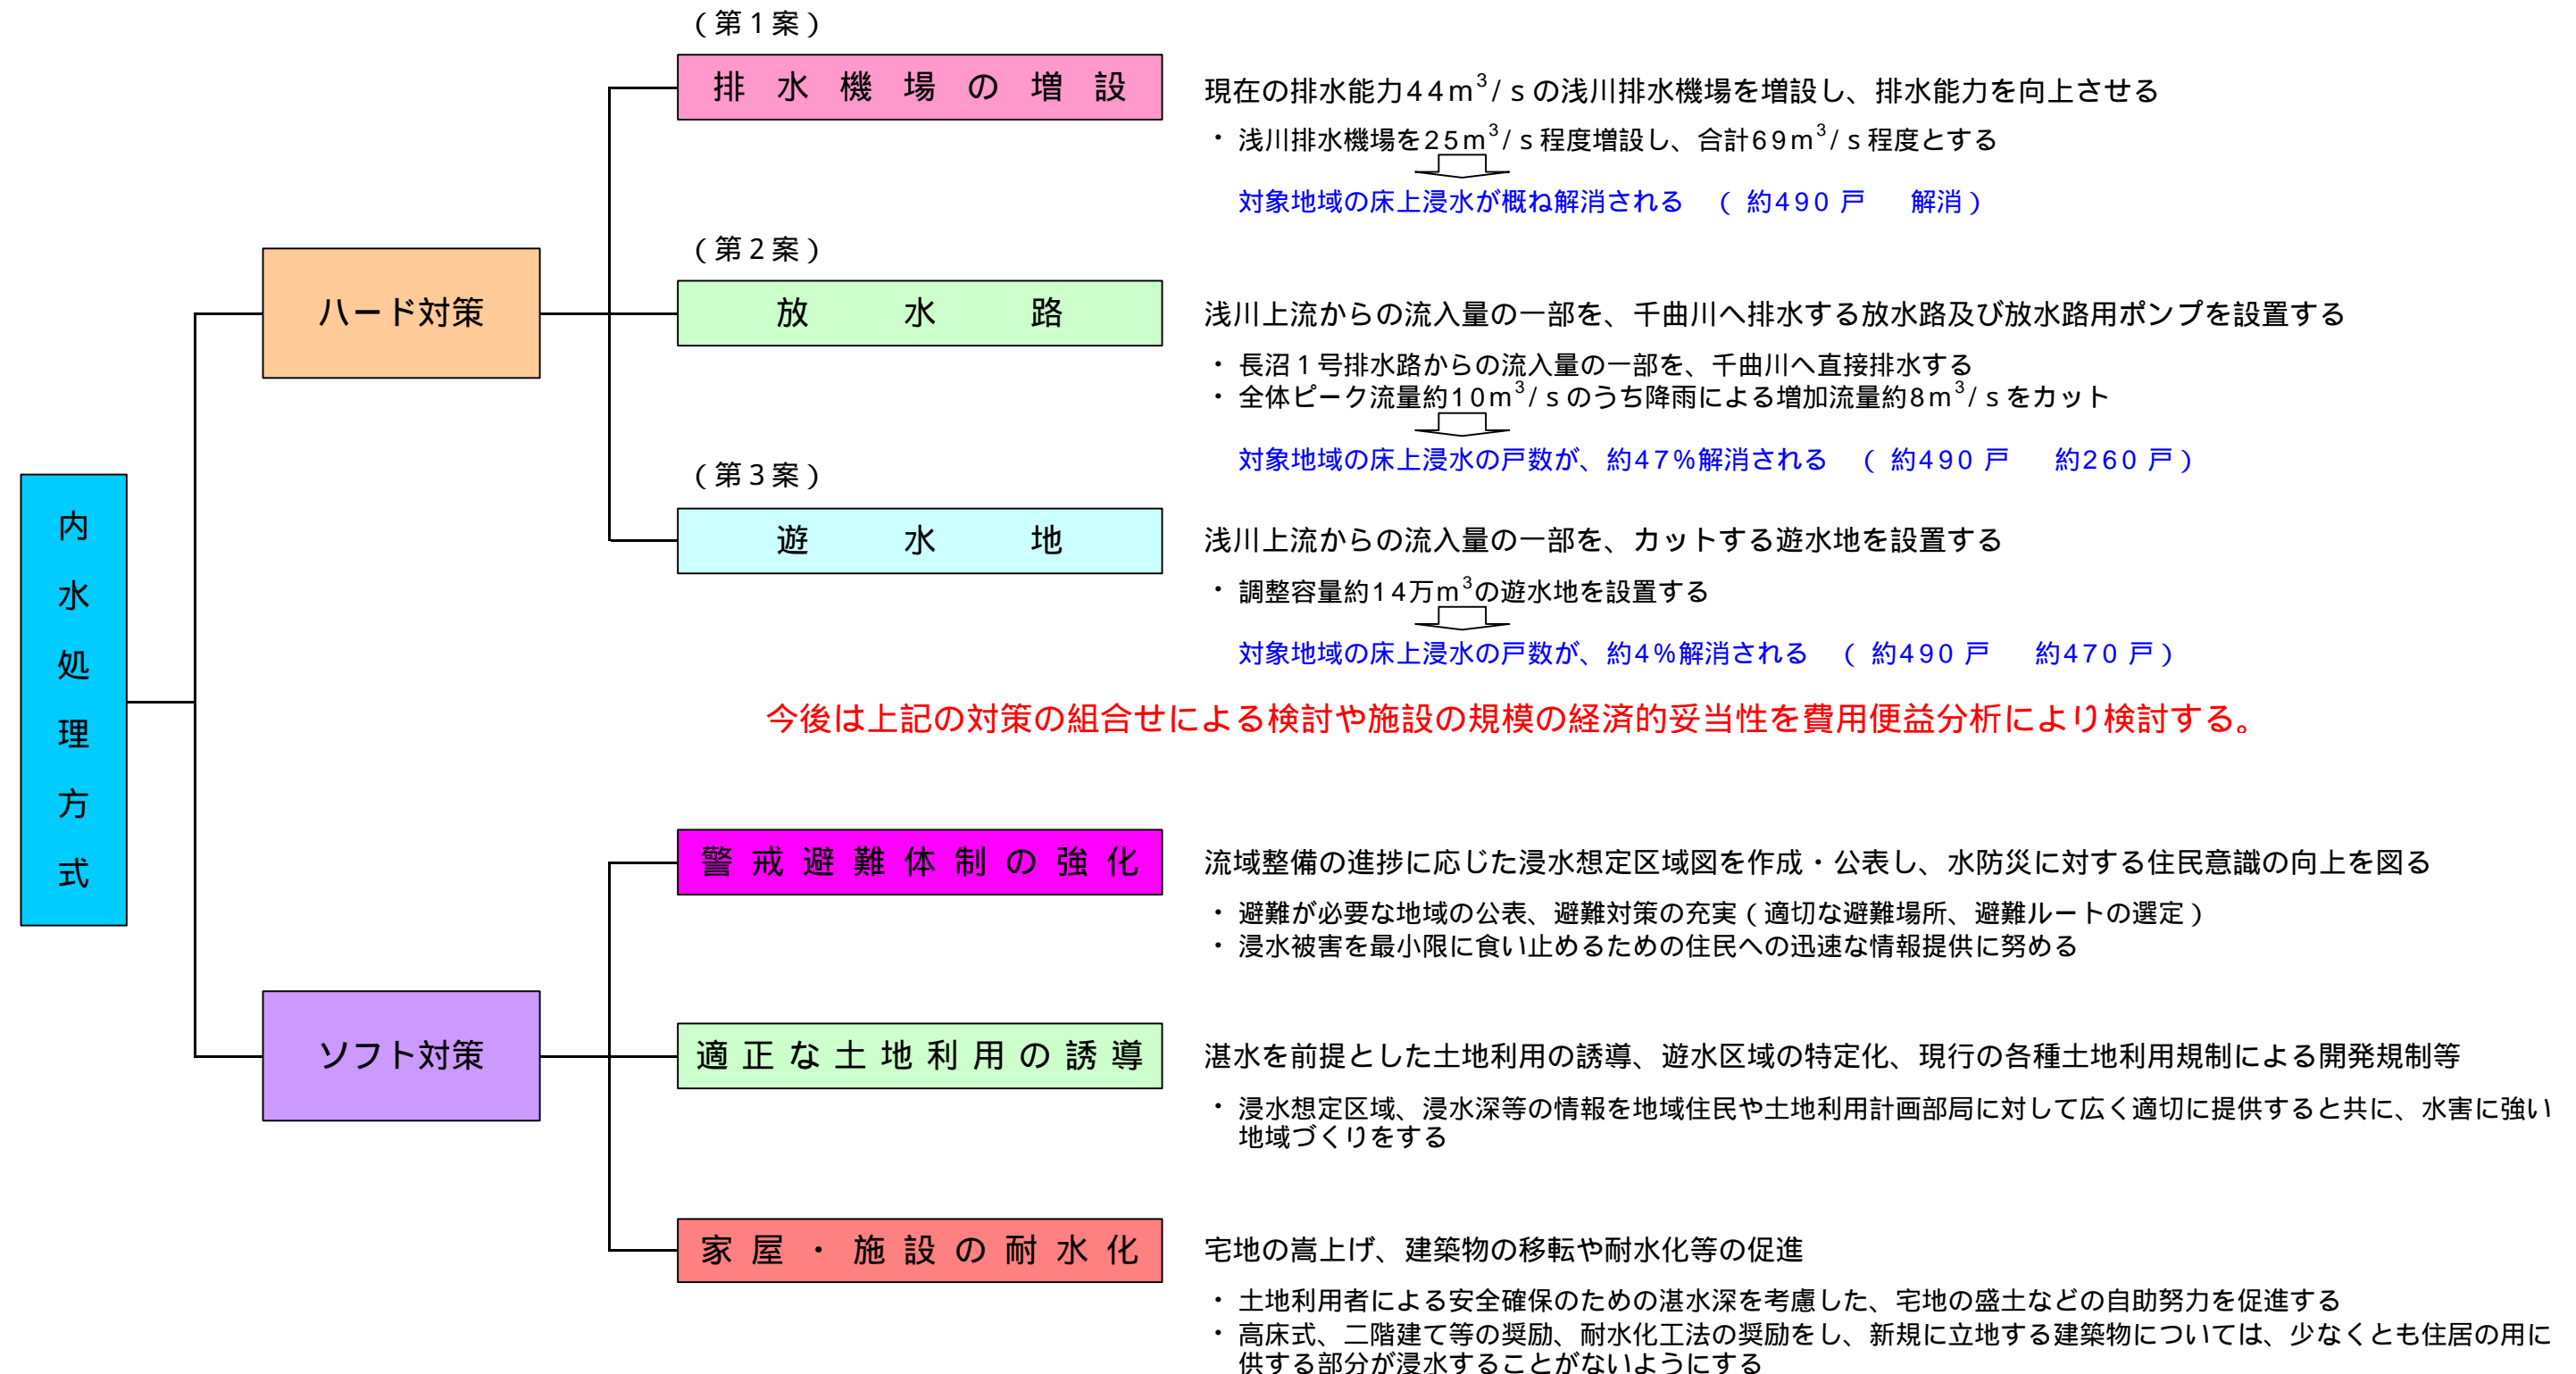 内水処理方式
ハード対策
(第1案)
排水機場の増設
現在の排水能力44m³/sの浅川排水機場を増設し、排水能力を向上させる
・ 浅川排水機場を25m³/s程度増設し、合計69m³/s程度とする
対象地域の床上浸水が概ね解消される (約490戸 解消)
(第2案)
放水路
浅川上流からの流入量の一部を、千曲川へ排水する放水路及び放水路用ポンプを設置する
・ 長沼1号排水路からの流入量の一部を、千曲川へ直接排水する
・ 全体ピーク流量約10m³/sのうち降雨による増加流量約8m³/sをカット
対象地域の床上浸水の戸数が、約47%解消される (約490戸 約260戸)
(第3案)
遊水地
浅川上流からの流入量の一部を、カットする遊水地を設置する
・ 調整容量約14万m³の遊水地を設置する
対象地域の床上浸水の戸数が、約4%解消される (約490戸 約470戸)
今後は上記の対策の組合せによる検討や施設の規模の経済的妥当性を費用便益分析により検討する。
ソフト対策
警戒避難体制の強化
流域整備の進捗に応じた浸水想定区域図を作成・公表し、水防災に対する住民意識の向上を図る
・ 避難が必要な地域の公表、避難対策の充実(適切な避難場所、避難ルートの選定)
・ 浸水被害を最小限に食い止めるための住民への迅速な情報提供に努める
適正な土地利用の誘導
湛水を前提とした土地利用の誘導、遊水区域の特定化、現行の各種土地利用規制による開発規制等
・ 浸水想定区域、浸水深等の情報を地域住民や土地利用計画部局に対して広く適切に提供すると共に、水害に強い
地域づくりをする
家屋・施設の耐水化
宅地の嵩上げ、建築物の移転や耐水化等の促進
・ 土地利用者による安全確保のための湛水深を考慮した、宅地の盛土などの自助努力を促進する
・ 高床式、二階建て等の奨励、耐水化工法の奨励をし、新規に立地する建築物については、少なくとも住居の用に
供する部分が浸水することがないようにする